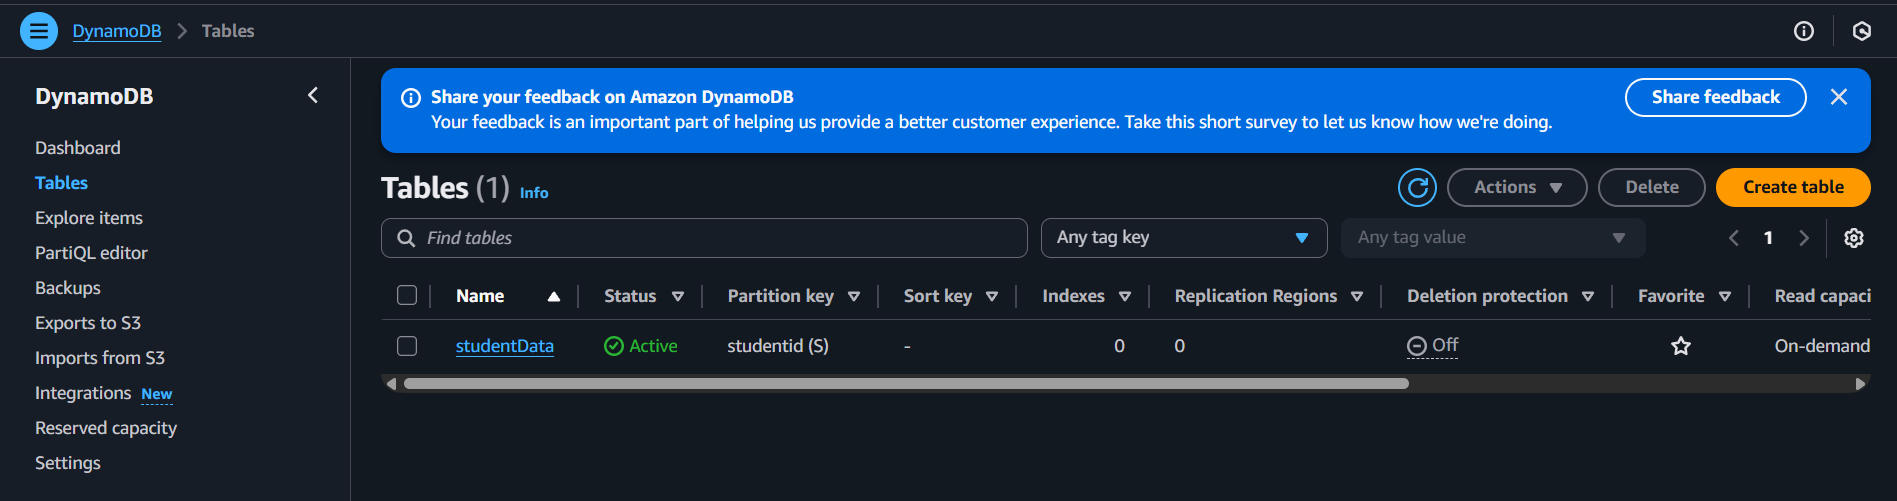 DynamoDB > Tables
DynamoDB
Dashboard
Tables
Explore items
PartiQL editor
Backups
Exports to S3
Imports from S3
Integrations New
Reserved capacity
Settings
Share your feedback on Amazon DynamoDB
Your feedback is an important part of helping us provide a better customer experience. Take this short survey to let us know how we're doing.
Share feedback
Tables (1) Info
Actions
Delete
Create table
Find tables
Any tag key
Any tag value
1
Name Status Partition key Sort key Indexes Replication Regions Deletion protection Favorite Read capaci
studentData Active studentid (S) - 0 0 Off On-demand